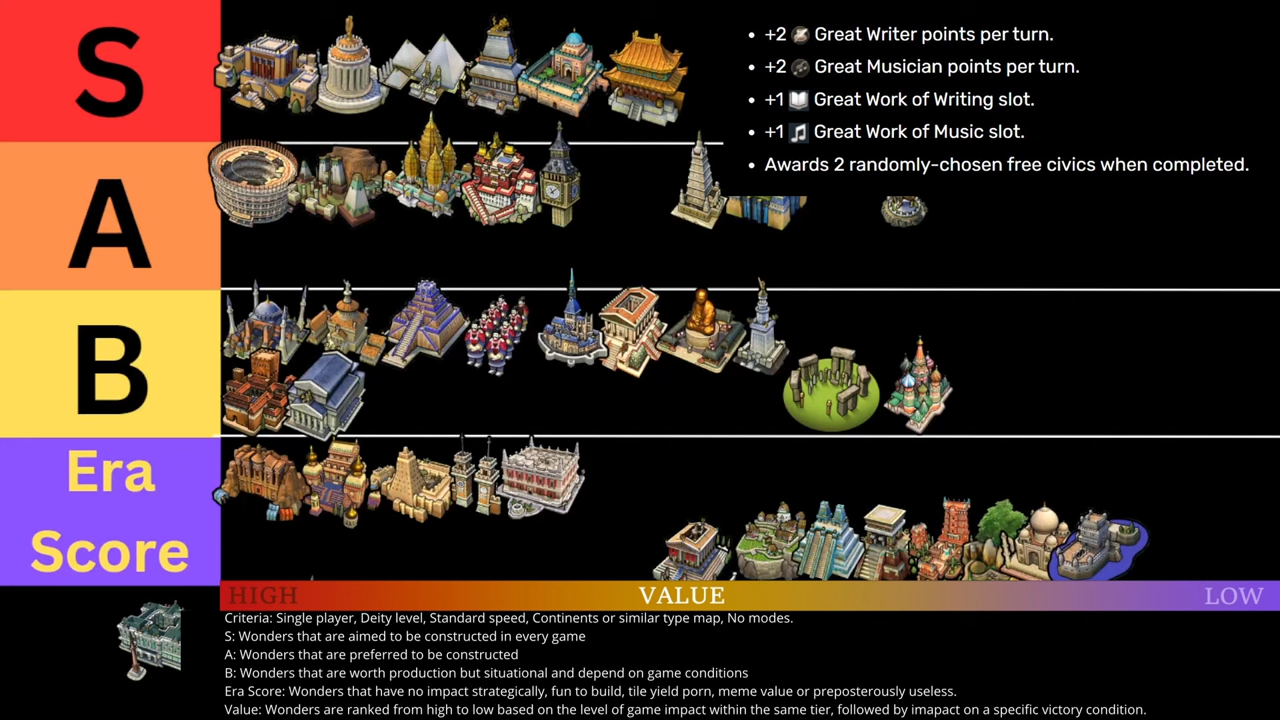 S
• +2 Great Writer points per turn.
• +2 Great Musician points per turn.
• +1 Great Work of Writing slot.
• +1 Great Work of Music slot.
• Awards 2 randomly-chosen free civics when completed.
A
B
Era
Score
HIGH VALUE LOW
Criteria: Single player, Deity level, Standard speed, Continents or similar type map, No modes.
S: Wonders that are aimed to be constructed in every game
A: Wonders that are preferred to be constructed
B: Wonders that are worth production but situational and depend on game conditions
Era Score: Wonders that have no impact strategically, fun to build, tile yield porn, meme value or preposterously useless.
Value: Wonders are ranked from high to low based on the level of game impact within the same tier, followed by imapact on a specific victory condition.